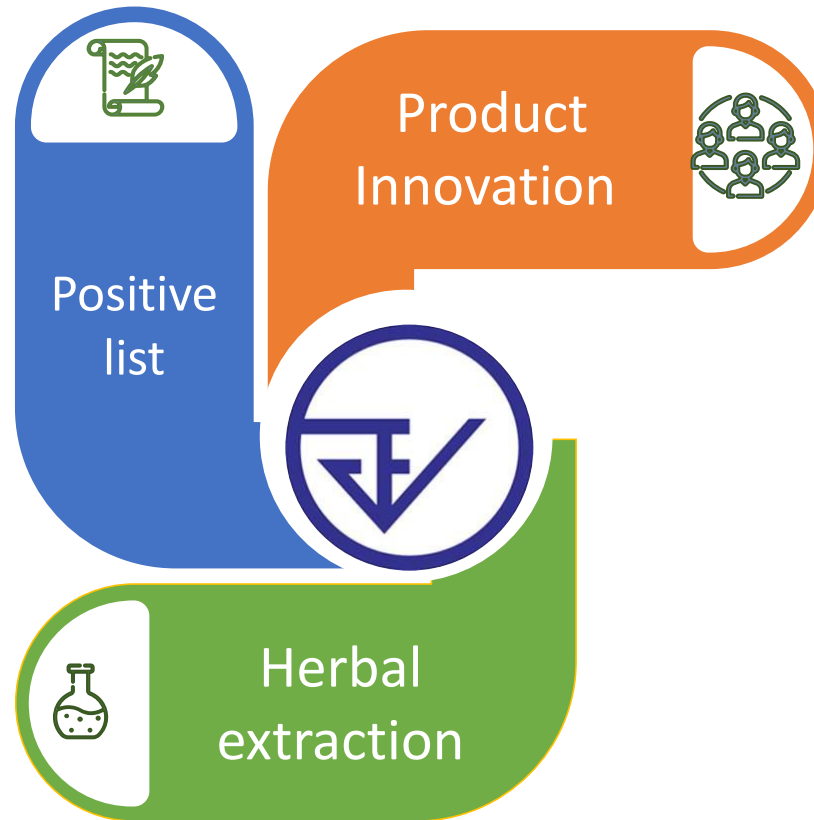 Product
Innovation
Positive
list
Herbal
extraction